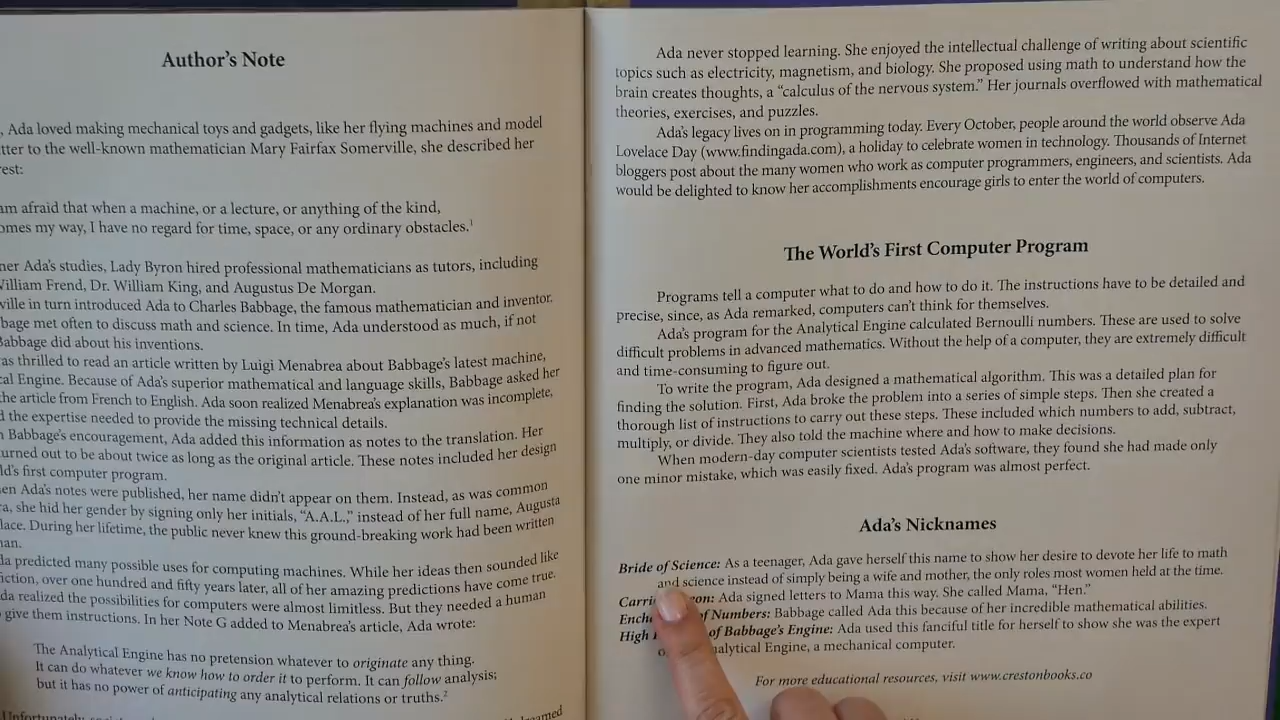 Author's Note
, Ada loved making mechanical toys and gadgets, like her flying machines and model
tter to the well-known mathematician Mary Fairfax Somerville, she described her
rest:
am afraid that when a machine, or a lecture, or anything of the kind,
omes my way, I have no regard for time, space, or any ordinary obstacles.¹
her Ada's studies, Lady Byron hired professional mathematicians as tutors, including
William Frend, Dr. William King, and Augustus De Morgan.
ville in turn introduced Ada to Charles Babbage, the famous mathematician and inventor.
bage met often to discuss math and science. In time, Ada understood as much, if not
Babbage did about his inventions.
as thrilled to read an article written by Luigi Menabrea about Babbage's latest machine,
cal Engine. Because of Ada's superior mathematical and language skills, Babbage asked her
the article from French to English. Ada soon realized Menabrea's explanation was incomplete,
d the expertise needed to provide the missing technical details.
h Babbage's encouragement, Ada added this information as notes to the translation. Her
urned out to be about twice as long as the original article. These notes included her design
ld's first computer program.
en Ada's notes were published, her name didn't appear on them. Instead, as was common
ra, she hid her gender by signing only her initials, "A.A.L.," instead of her full name, Augusta
lace. During her lifetime, the public never knew this ground-breaking work had been written
man.
da predicted many possible uses for computing machines. While her ideas then sounded like
fiction, over one hundred and fifty years later, all of her amazing predictions have come true.
da realized the possibilities for computers were almost limitless. But they needed a human
give them instructions. In her Note G added to Menabrea's article, Ada wrote:
The Analytical Engine has no pretension whatever to originate any thing.
It can do whatever we know how to order it to perform. It can follow analysis;
but it has no power of anticipating any analytical relations or truths.²
Ada never stopped learning. She enjoyed the intellectual challenge of writing about scientific
topics such as electricity, magnetism, and biology. She proposed using math to understand how the
brain creates thoughts, a "calculus of the nervous system." Her journals overflowed with mathematical
theories, exercises, and puzzles.
Ada's legacy lives on in programming today. Every October, people around the world observe Ada
Lovelace Day (www.findingada.com), a holiday to celebrate women in technology. Thousands of Internet
bloggers post about the many women who work as computer programmers, engineers, and scientists. Ada
would be delighted to know her accomplishments encourage girls to enter the world of computers.
The World's First Computer Program
Programs tell a computer what to do and how to do it. The instructions have to be detailed and
precise, since, as Ada remarked, computers can't think for themselves.
Ada's program for the Analytical Engine calculated Bernoulli numbers. These are used to solve
difficult problems in advanced mathematics. Without the help of a computer, they are extremely difficult
and time-consuming to figure out.
To write the program, Ada designed a mathematical algorithm. This was a detailed plan for
finding the solution. First, Ada broke the problem into a series of simple steps. Then she created a
thorough list of instructions to carry out these steps. These included which numbers to add, subtract,
multiply, or divide. They also told the machine where and how to make decisions.
When modern-day computer scientists tested Ada's software, they found she had made only
one minor mistake, which was easily fixed. Ada's program was almost perfect.
Ada's Nicknames
Bride of Science: As a teenager, Ada gave herself this name to show her desire to devote her life to math
and science instead of simply being a wife and mother, the only roles most women held at the time.
Carri eon: Ada signed letters to Mama this way. She called Mama, "Hen."
Ench of Numbers: Babbage called Ada this because of her incredible mathematical abilities.
High of Babbage's Engine: Ada used this fanciful title for herself to show she was the expert
nalytical Engine, a mechanical computer.
For more educational resources, visit www.crestonbooks.co